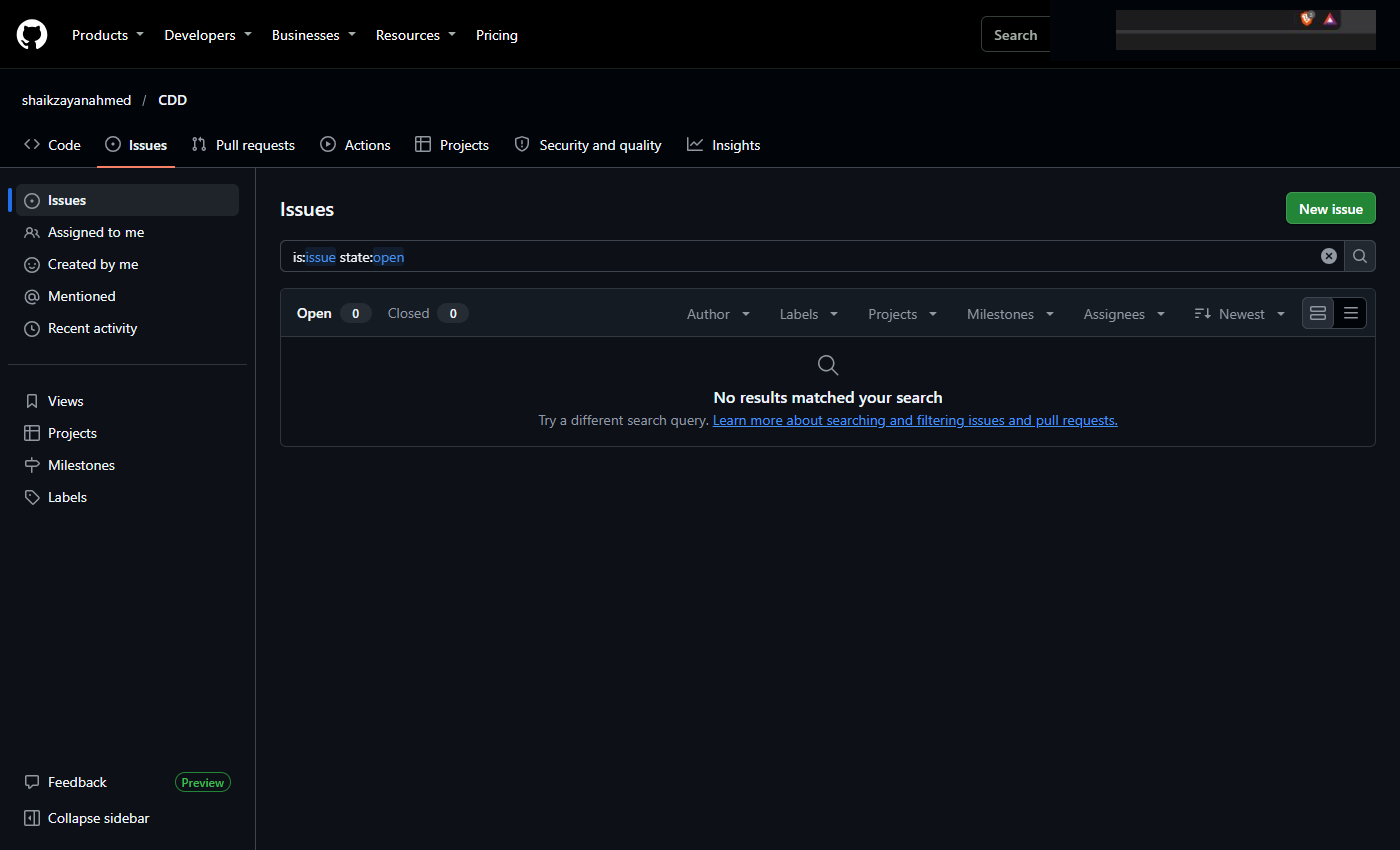 Products Developers Businesses Resources Pricing Search
shaikzayanahmed / CDD
Code Issues Pull requests Actions Projects Security and quality Insights
Issues
Assigned to me
Created by me
Mentioned
Recent activity
Views
Projects
Milestones
Labels
Feedback Preview
Collapse sidebar
Issues New issue
is:issue state:open
Open 0 Closed 0 Author Labels Projects Milestones Assignees Newest
No results matched your search
Try a different search query. Learn more about searching and filtering issues and pull requests.